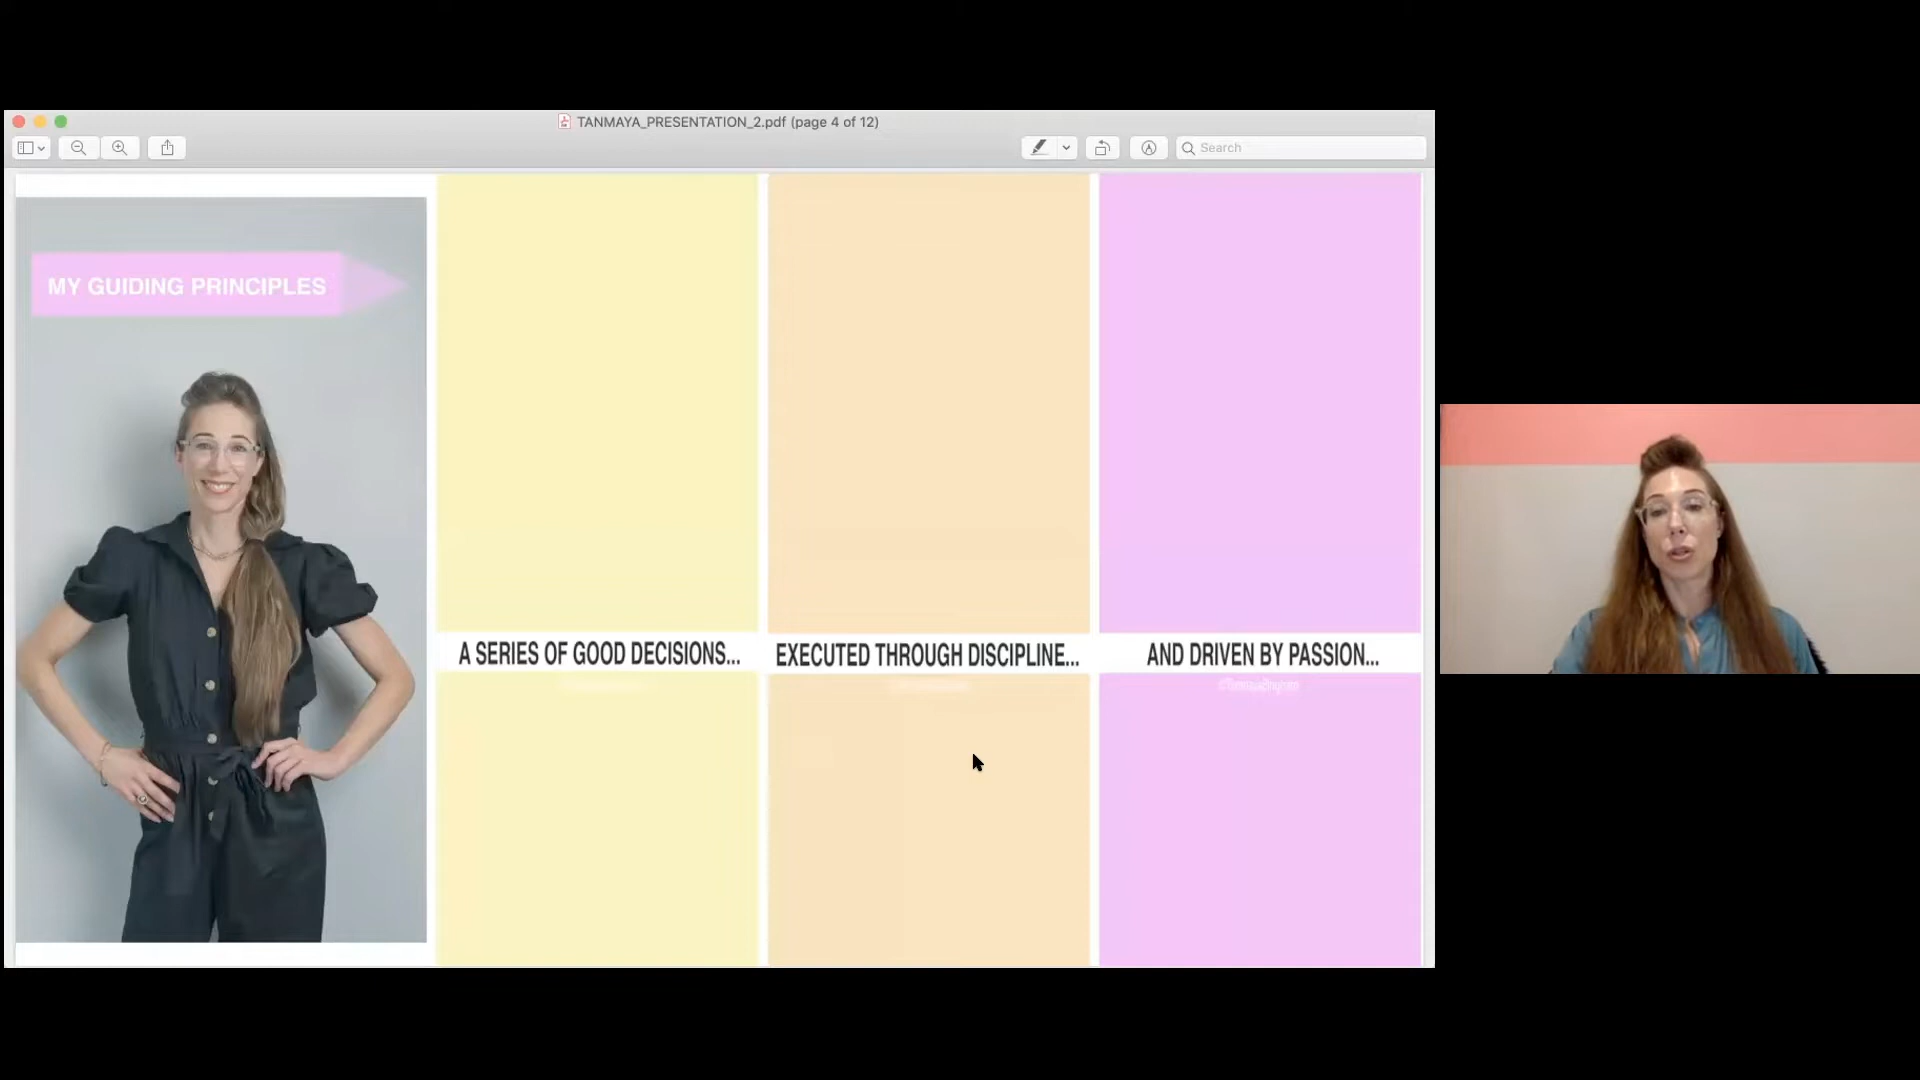 TANMAYA_PRESENTATION_2.pdf (page 4 of 12)
Search
MY GUIDING PRINCIPLES
A SERIES OF GOOD DECISIONS...
EXECUTED THROUGH DISCIPLINE...
AND DRIVEN BY PASSION...